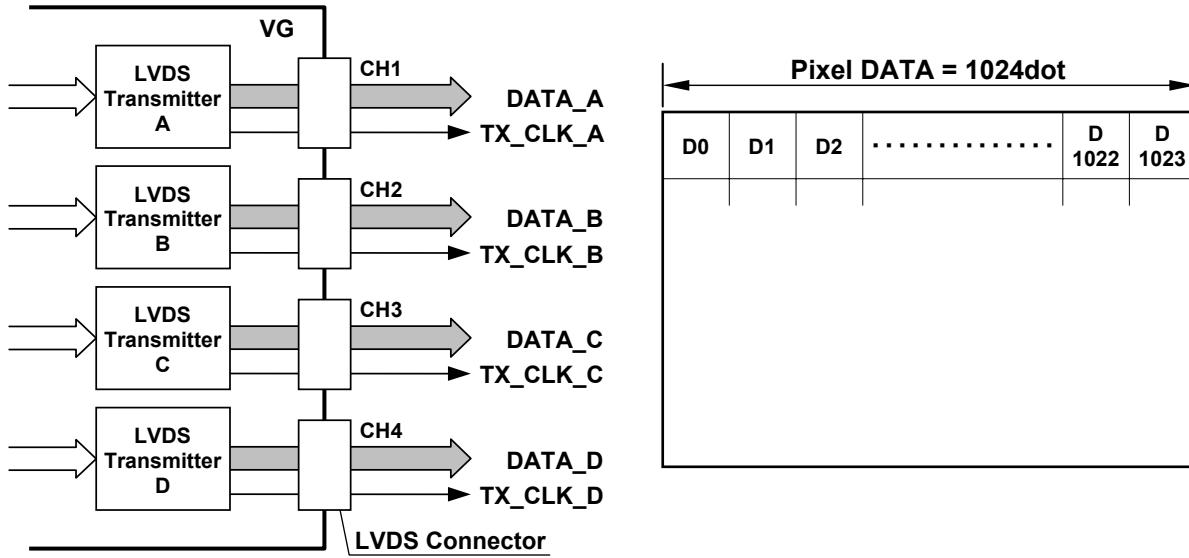 VG
LVDS
Transmitter
A
CH1
DATA_A
TX_CLK_A
LVDS
Transmitter
B
CH2
DATA_B
TX_CLK_B
LVDS
Transmitter
C
CH3
DATA_C
TX_CLK_C
LVDS
Transmitter
D
CH4
DATA_D
TX_CLK_D
LVDS Connector
Pixel DATA = 1024dot
D0
D1
D2
··············
D
1022
D
1023